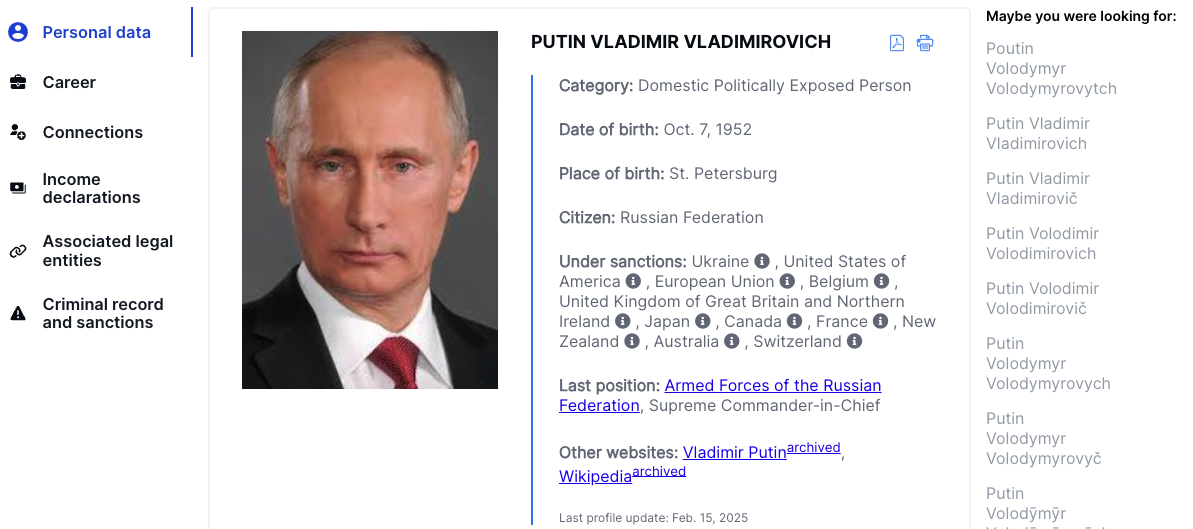 Personal data
Career
Connections
Income
declarations
Associated legal
entities
Criminal record
and sanctions
PUTIN VLADIMIR VLADIMIROVICH
Category: Domestic Politically Exposed Person
Date of birth: Oct. 7, 1952
Place of birth: St. Petersburg
Citizen: Russian Federation
Under sanctions: Ukraine , United States of
America , European Union , Belgium ,
United Kingdom of Great Britain and Northern
Ireland , Japan , Canada , France , New
Zealand , Australia , Switzerland
Last position: Armed Forces of the Russian
Federation, Supreme Commander-in-Chief
Other websites: Vladimir Putin archived,
Wikipedia archived
Last profile update: Feb. 15, 2025
Maybe you were looking for:
Poutin
Volodymyr
Volodymyrovytch
Putin Vladimir
Vladimirovich
Putin Vladimir
Vladimirovič
Putin Volodimir
Volodimirovich
Putin Volodimir
Volodimirovič
Putin
Volodymyr
Volodymyrovych
Putin
Volodymyr
Volodymyrovyč
Putin
Volodȳmȳr